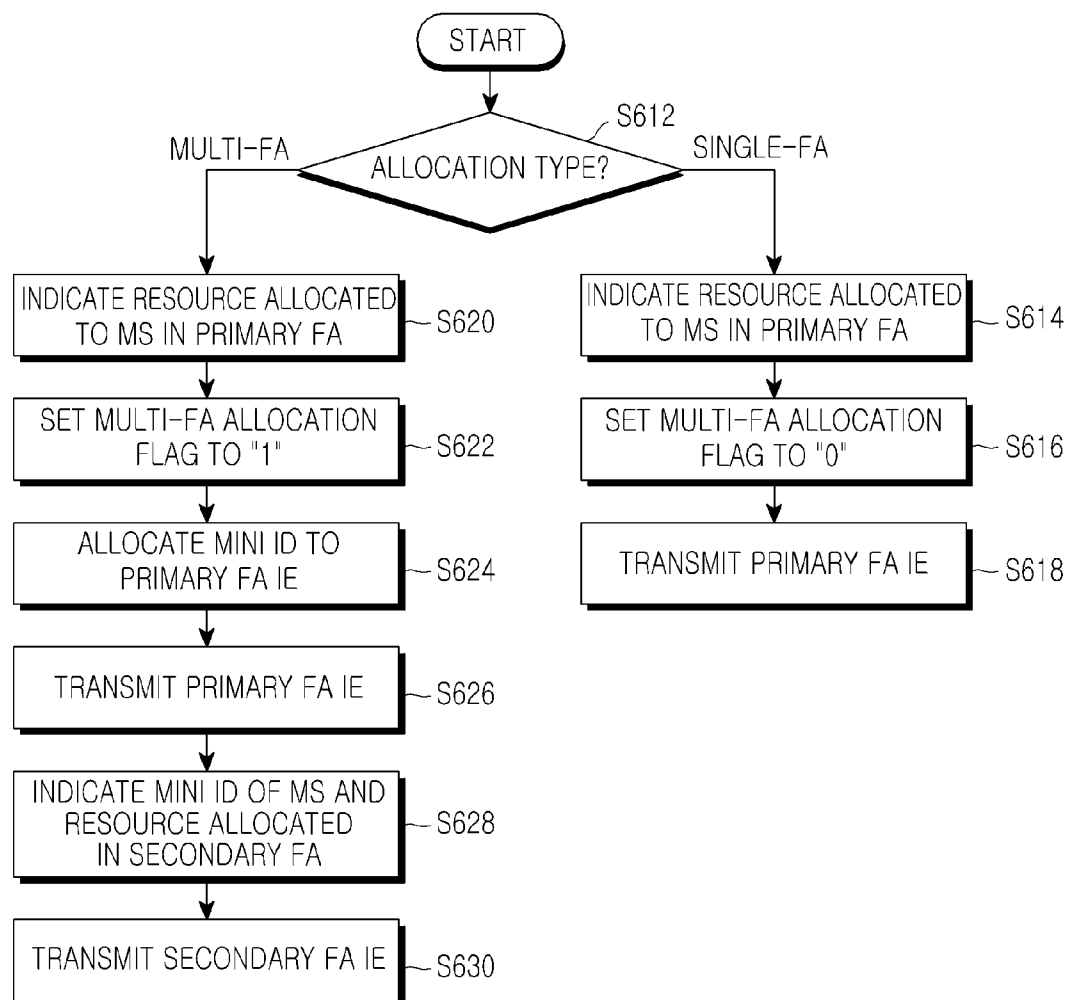 START
S612
MULTI-FA
ALLOCATION TYPE?
SINGLE-FA
INDICATE RESOURCE ALLOCATED
TO MS IN PRIMARY FA
S620
SET MULTI-FA ALLOCATION
FLAG TO "1"
S622
ALLOCATE MINI ID TO
PRIMARY FA IE
S624
TRANSMIT PRIMARY FA IE
S626
INDICATE MINI ID OF MS AND
RESOURCE ALLOCATED
IN SECONDARY FA
S628
TRANSMIT SECONDARY FA IE
S630
INDICATE RESOURCE ALLOCATED
TO MS IN PRIMARY FA
S614
SET MULTI-FA ALLOCATION
FLAG TO "0"
S616
TRANSMIT PRIMARY FA IE
S618